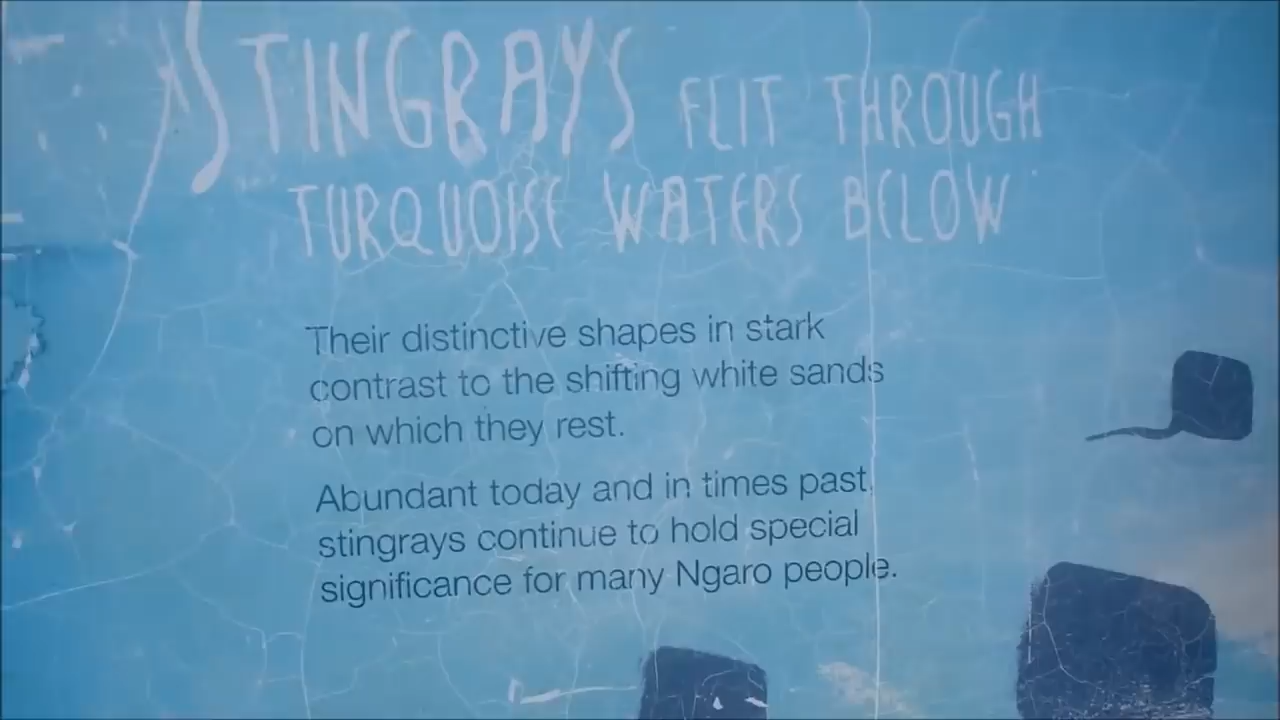 STINGRAYS FLIT THROUGH
TURQUOISE WATERS BELOW
Their distinctive shapes in stark
contrast to the shifting white sands
on which they rest.
Abundant today and in times past,
stingrays continue to hold special
significance for many Ngaro people.